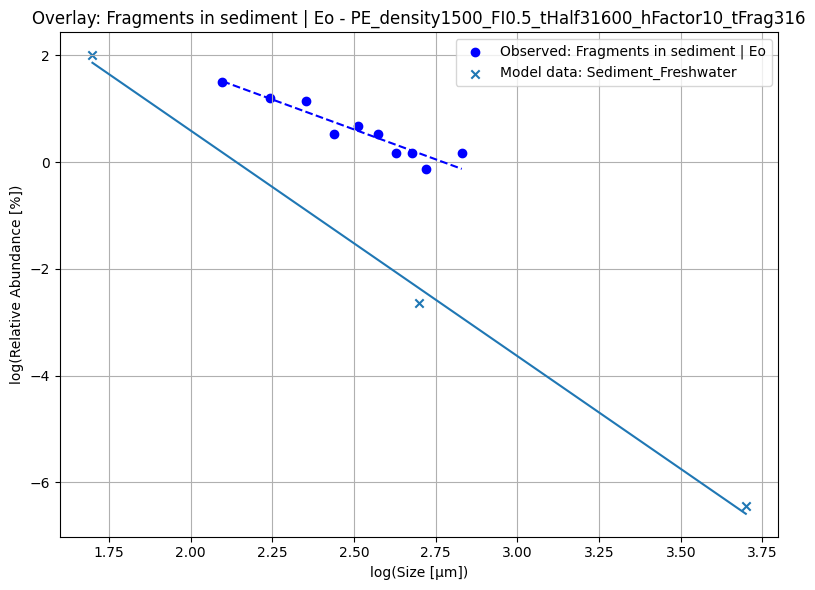 Overlay: Fragments in sediment | Eo - PE_density1500_FI0.5_tHalf31600_hFactor10_tFrag316
Observed: Fragments in sediment | Eo
Model data: Sediment_Freshwater
log(Relative Abundance [%])
2
0
−2
−4
−6
1.75 2.00 2.25 2.50 2.75 3.00 3.25 3.50 3.75
log(Size [μm])